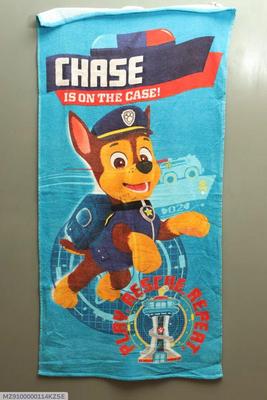 CHASE
IS ON THE CASE!
PLAY RESCUE REPEAT
MZ9100000114KZSE